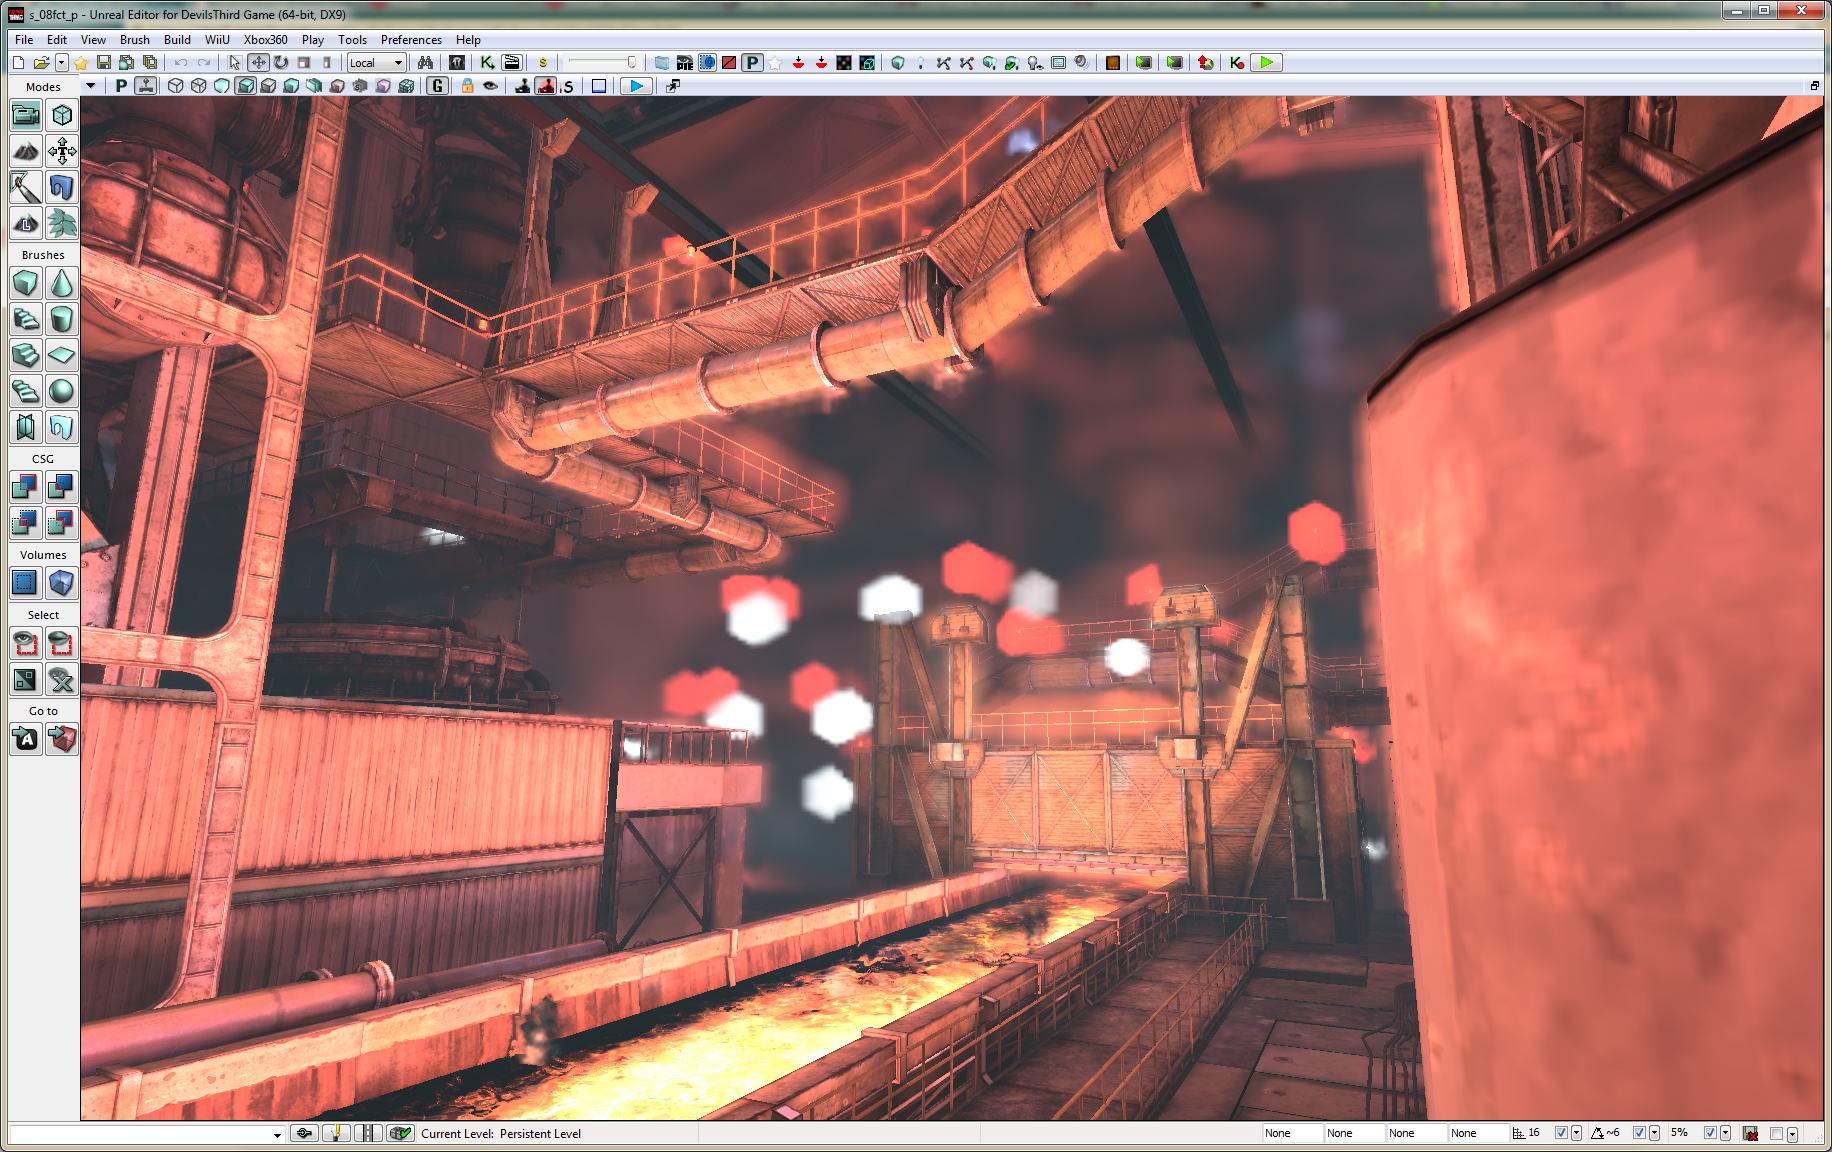 s_08fct_p - Unreal Editor for DevilsThird Game (64-bit, DX9)
File Edit View Brush Build WiiU Xbox360 Play Tools Preferences Help
Local
Modes
Brushes
CSG
Volumes
Select
Go to
Current Level: Persistent Level
None None None None 16 ~6 5%